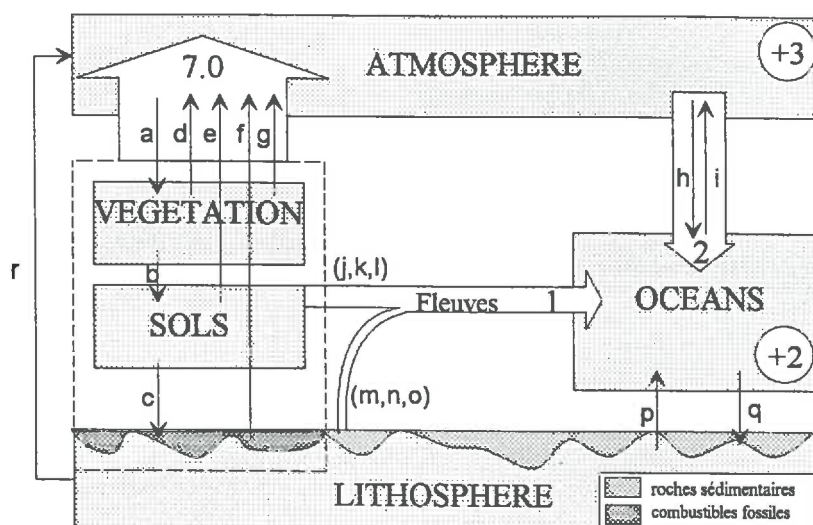 +3
7.0
ATMOSPHERE
a d e f g
h i
VEGETATION
r
b
(j,k,l)
2
Fleuves 1
OCEANS
SOLS
+2
c
(m,n,o)
p q
LITHOSPHERE
roches sédimentaires
combustibles fossiles